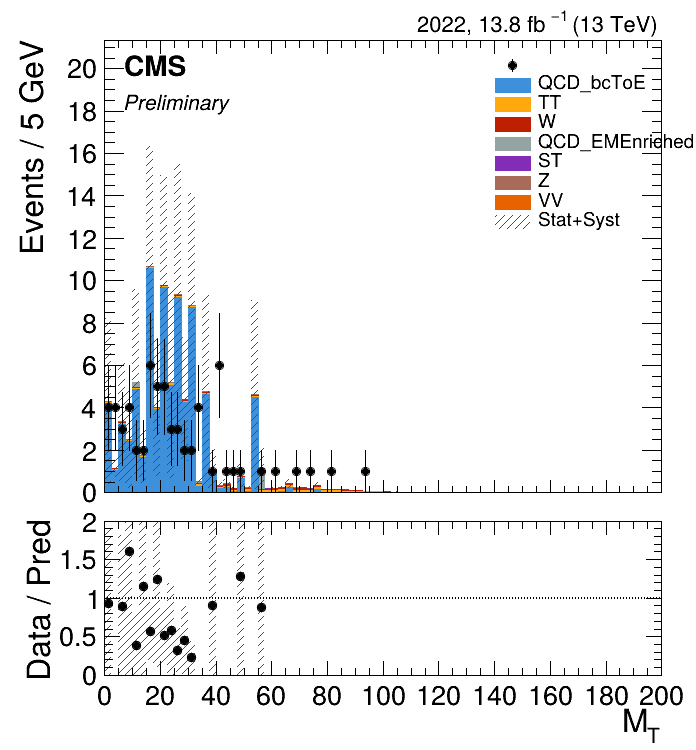 2022, 13.8 fb⁻¹ (13 TeV)
CMS
Preliminary
QCD_bcToE
TT
W
QCD_EMEnriched
ST
Z
VV
Stat+Syst
Events / 5 GeV
20
18
16
14
12
10
8
6
4
2
0
Data / Pred
2
1.5
1
0.5
0
0 20 40 60 80 100 120 140 160 180 200
M_T